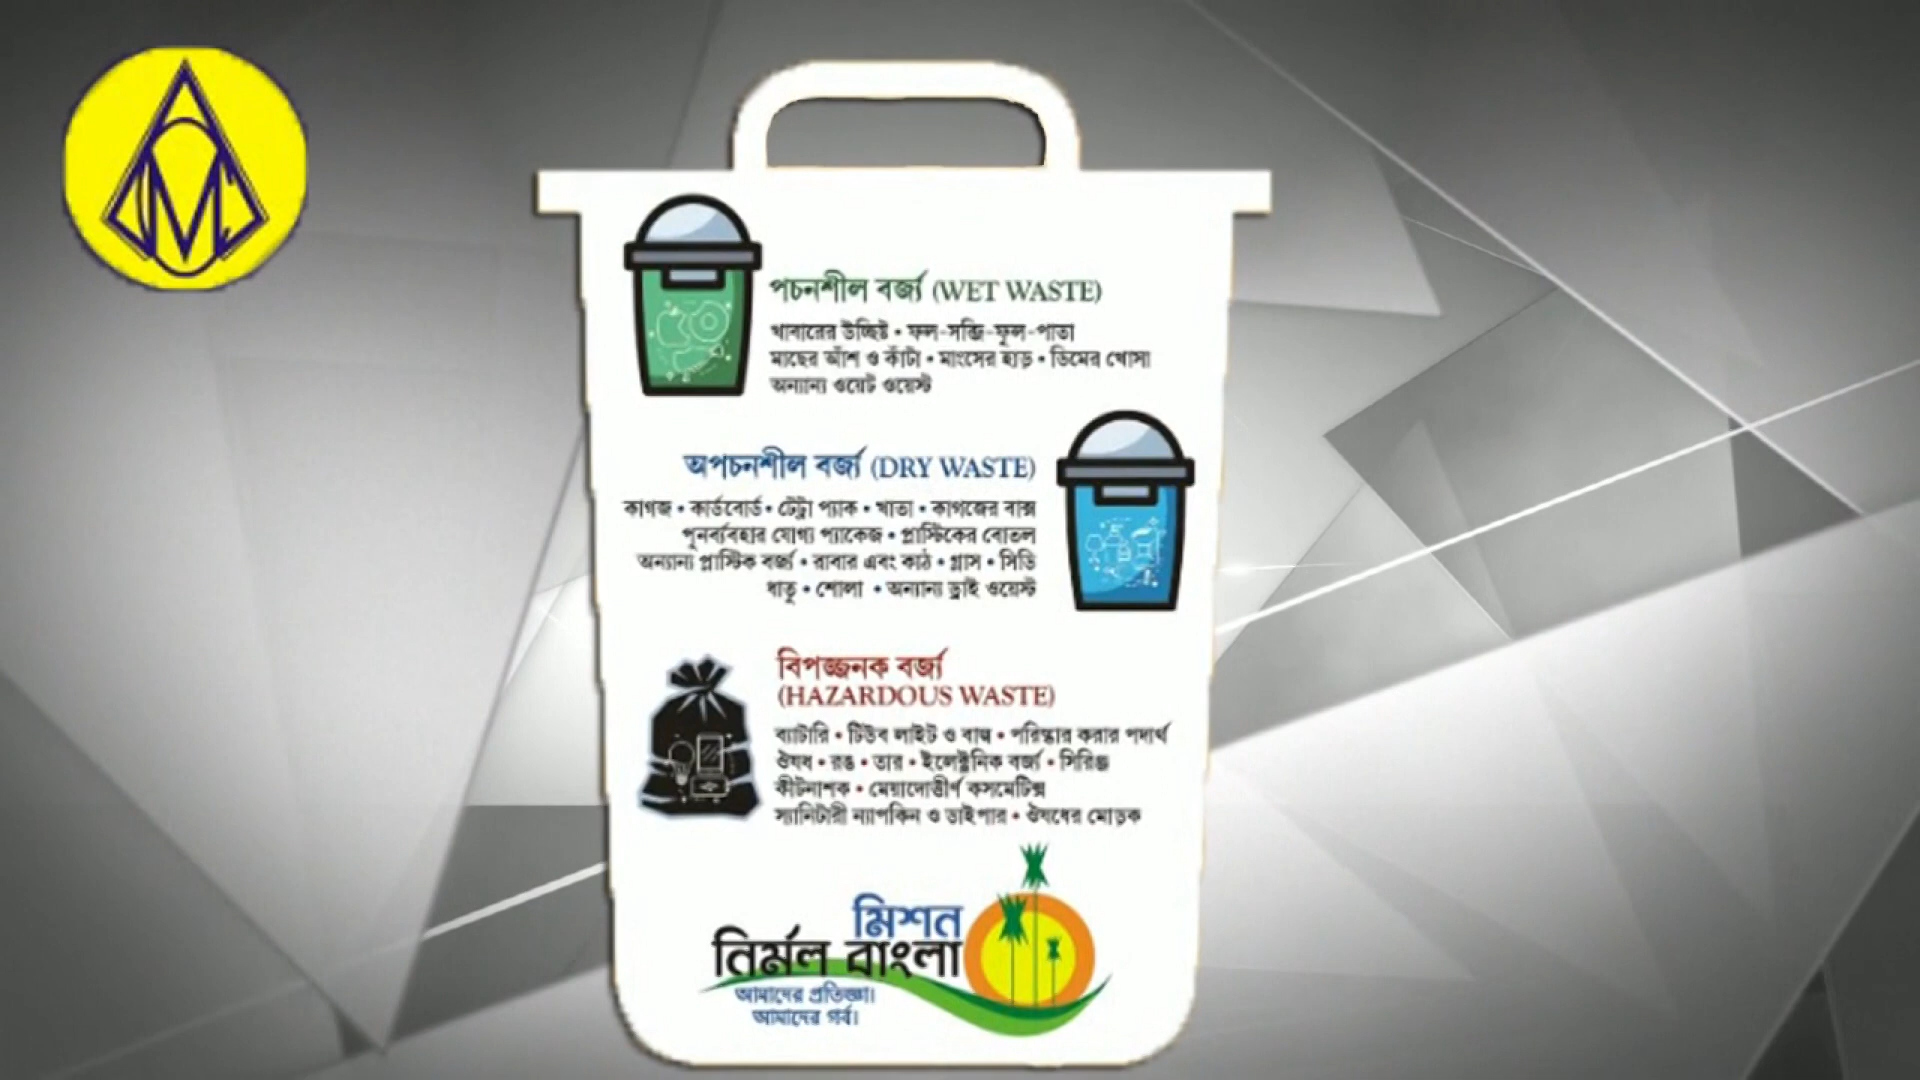 পচনশীল বর্জ্য (WET WASTE)
খাবারের উচ্ছিষ্ট • ফল-সব্জি-ফুল-পাতা
মাছের আঁশ ও কাঁটা • মাংসের হাড় • ডিমের খোসা
অন্যান্য ওয়েট ওয়েস্ট
অপচনশীল বর্জ্য (DRY WASTE)
কাগজ • কার্ডবোর্ড • টেট্রা প্যাক • খাতা • কাগজের বাক্স
পুনর্ব্যবহার যোগ্য প্যাকেজ • প্লাস্টিকের বোতল
অন্যান্য প্লাস্টিক বর্জ্য • রাবার এবং কাঠ • গ্লাস • সিডি
ধাতু • শোলা • অন্যান্য ড্রাই ওয়েস্ট
বিপজ্জনক বর্জ্য
(HAZARDOUS WASTE)
ব্যাটারি • টিউব লাইট ও বাল্ব • পরিস্কার করার পদার্থ
ঔষধ • রঙ • তার • ইলেক্ট্রনিক বর্জ্য • সিরিঞ্জ
কীটনাশক • মেয়াদোত্তীর্ণ কসমেটিক্স
স্যানিটারী ন্যাপকিন ও ডাইপার • ঔষধের মোড়ক
মিশন
নির্মল বাংলা
আমাদের প্রতিজ্ঞা।
আমাদের গর্ব।